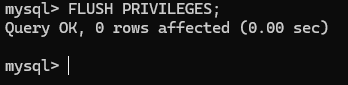 mysql> FLUSH PRIVILEGES;
Query OK, 0 rows affected (0.00 sec)
mysql>